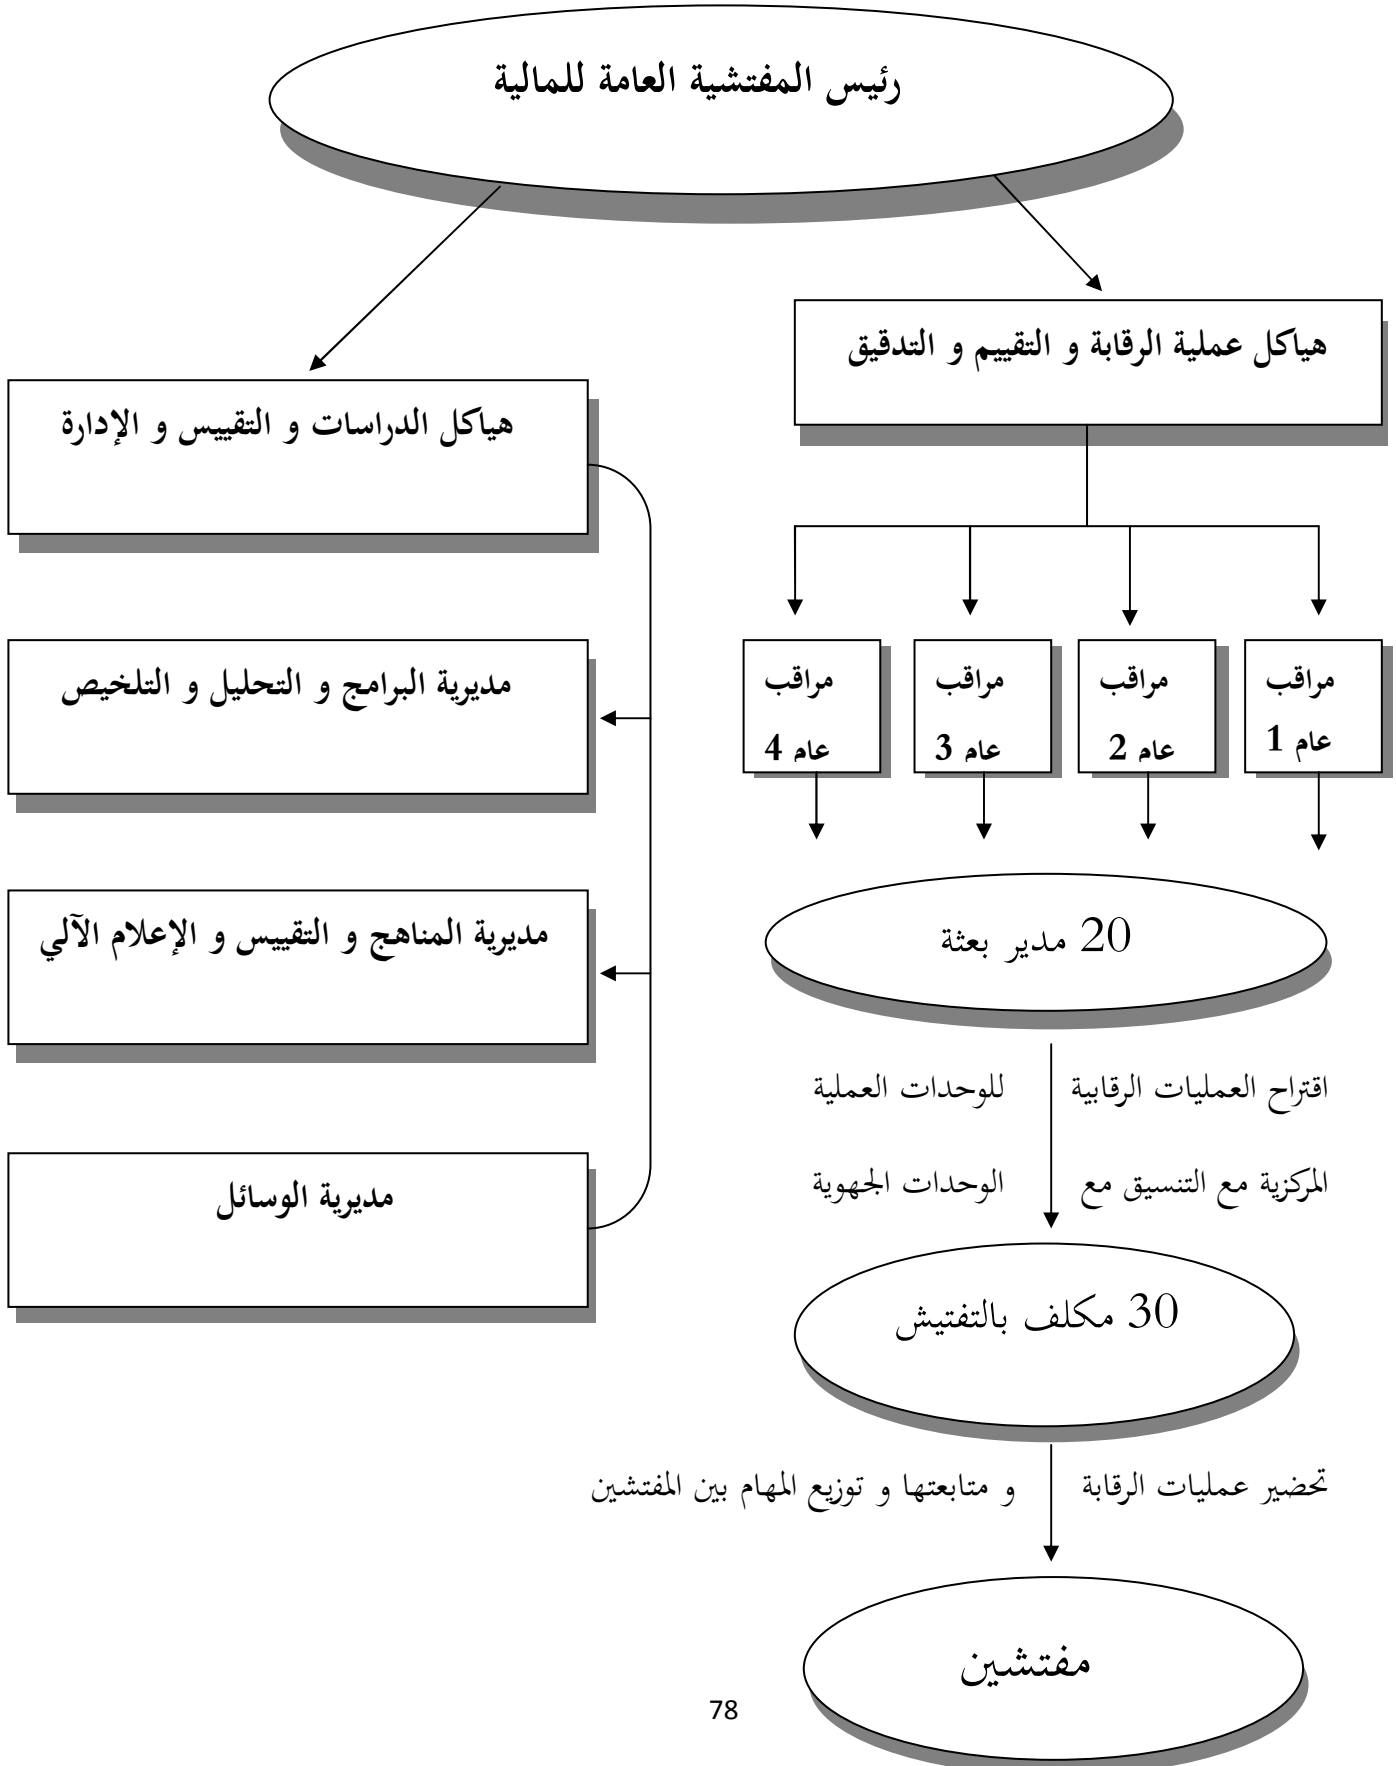 رئيس المفتشية العامة للمالية
هياكل عملية الرقابة و التقييم و التدقيق
هياكل الدراسات و التقييس و الإدارة
مراقب
عام 1
مراقب
عام 2
مراقب
عام 3
مراقب
عام 4
مديرية البرامج و التحليل و التلخيص
مديرية المناهج و التقييس و الإعلام الآلي
مديرية الوسائل
20 مدير بعثة
اقتراح العمليات الرقابية للوحدات العملية
المركزية مع التنسيق مع الوحدات الجهوية
30 مكلف بالتفتيش
تحضير عمليات الرقابة و متابعتها و توزيع المهام بين المفتشين
مفتشين
78